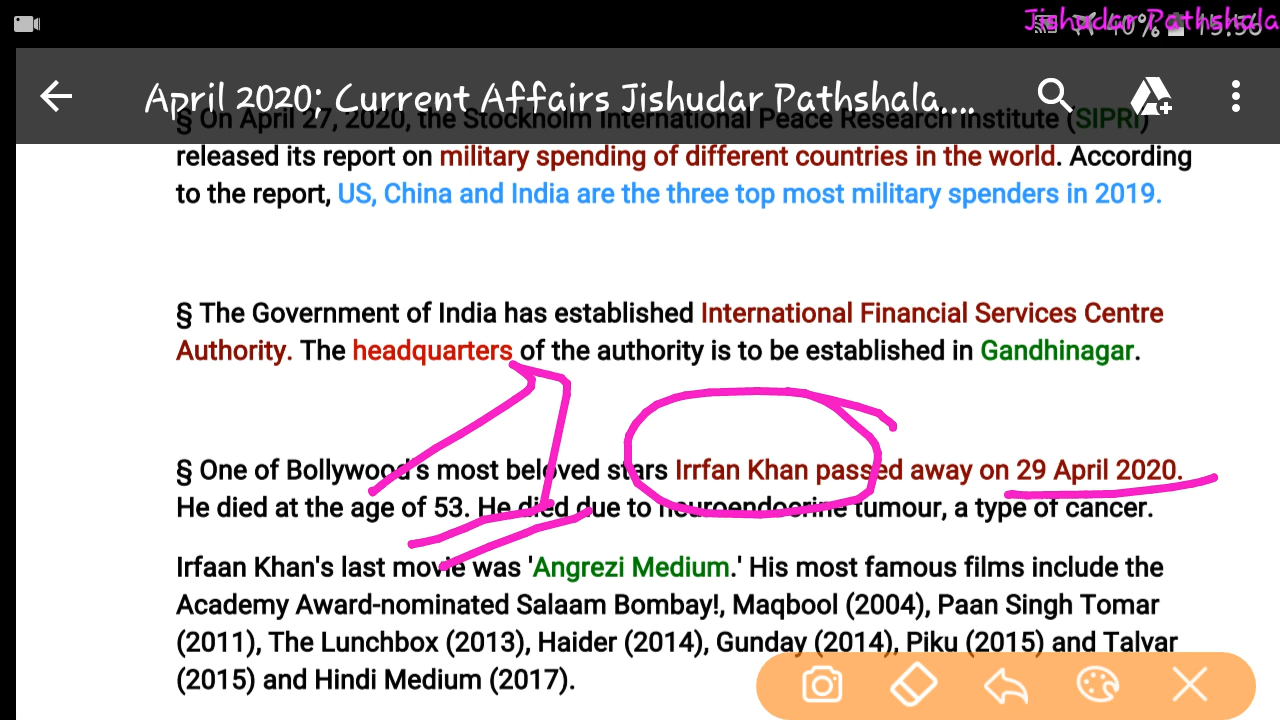 Jishudar Pathshala
40% 15:56
April 2020; Current Affairs Jishudar Pathshala....
§ On April 27, 2020, the Stockholm International Peace Research Institute (SIPRI)
released its report on military spending of different countries in the world. According
to the report, US, China and India are the three top most military spenders in 2019.
§ The Government of India has established International Financial Services Centre
Authority. The headquarters of the authority is to be established in Gandhinagar.
§ One of Bollywood's most beloved stars Irrfan Khan passed away on 29 April 2020.
He died at the age of 53. He died due to neuroendocrine tumour, a type of cancer.
Irfaan Khan's last movie was 'Angrezi Medium.' His most famous films include the
Academy Award-nominated Salaam Bombay!, Maqbool (2004), Paan Singh Tomar
(2011), The Lunchbox (2013), Haider (2014), Gunday (2014), Piku (2015) and Talvar
(2015) and Hindi Medium (2017).